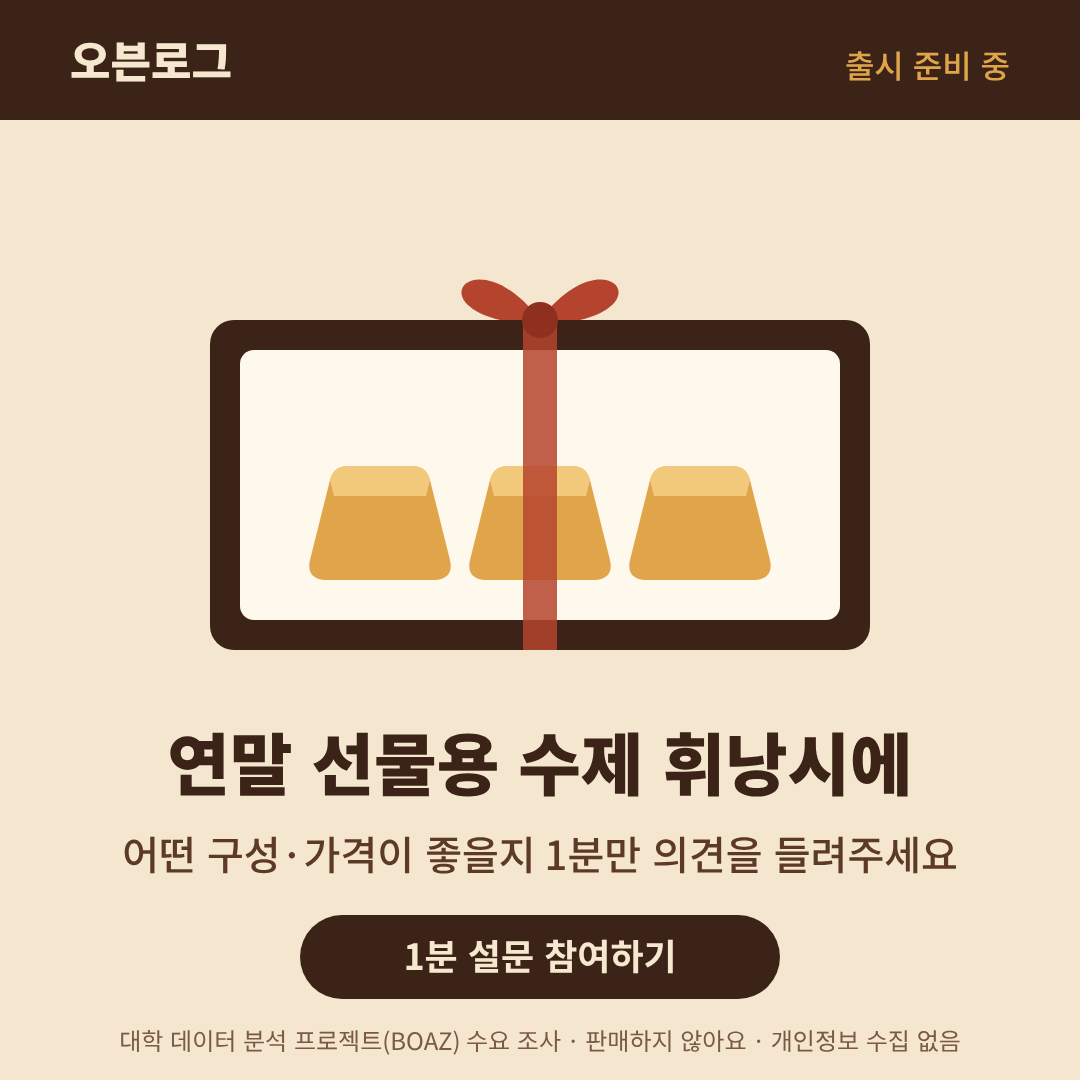 오븐로그
출시 준비 중
연말 선물용 수제 휘낭시에
어떤 구성·가격이 좋을지 1분만 의견을 들려주세요
1분 설문 참여하기
대학 데이터 분석 프로젝트(BOAZ) 수요 조사 · 판매하지 않아요 · 개인정보 수집 없음